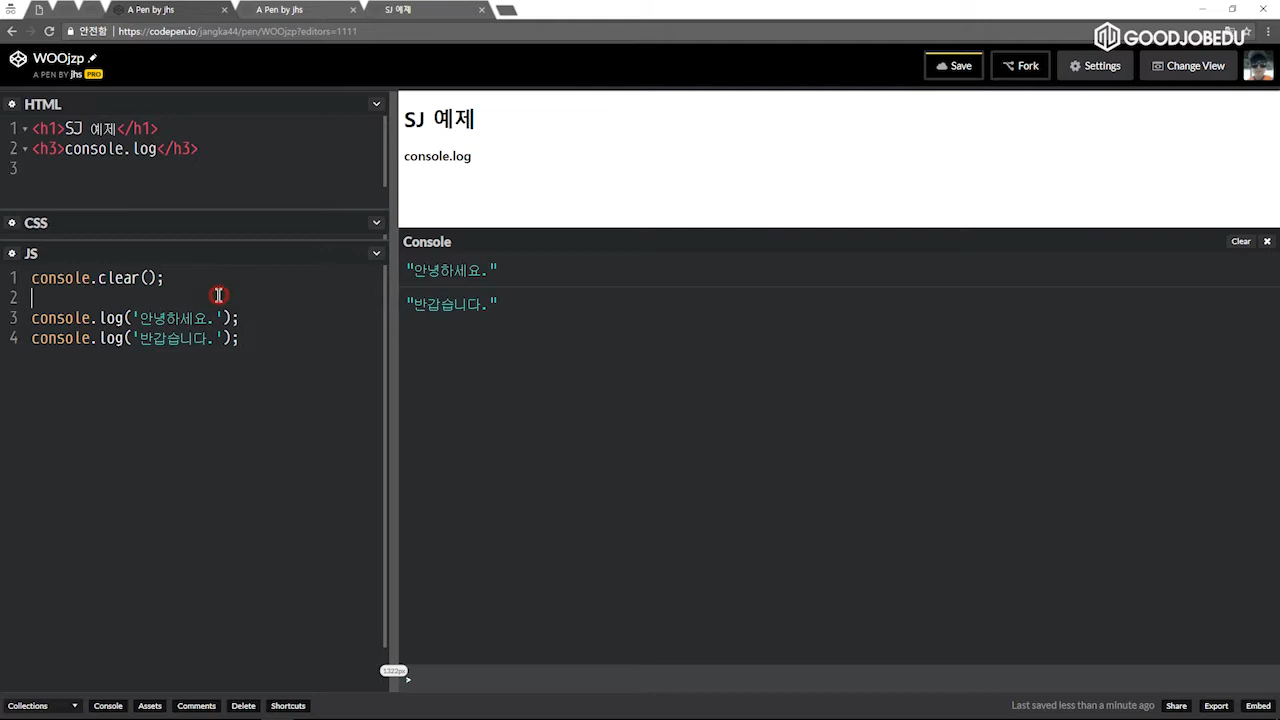 A Pen by jhs
A Pen by jhs
SJ 예제
안전함 | https://codepen.io/jangka44/pen/WOOjzp?editors=1111
GOODJOBEDU
WOOjzp
A PEN BY jhs PRO
Save
Fork
Settings
Change View
HTML
1 <h1>SJ 예제</h1>
2 <h3>console.log</h3>
3
CSS
JS
1 console.clear();
2
3 console.log('안녕하세요.');
4 console.log('반갑습니다.');
SJ 예제
console.log
Console
Clear
"안녕하세요."
"반갑습니다."
1322px
>
Collections
Console
Assets
Comments
Delete
Shortcuts
Last saved less than a minute ago
Share
Export
Embed